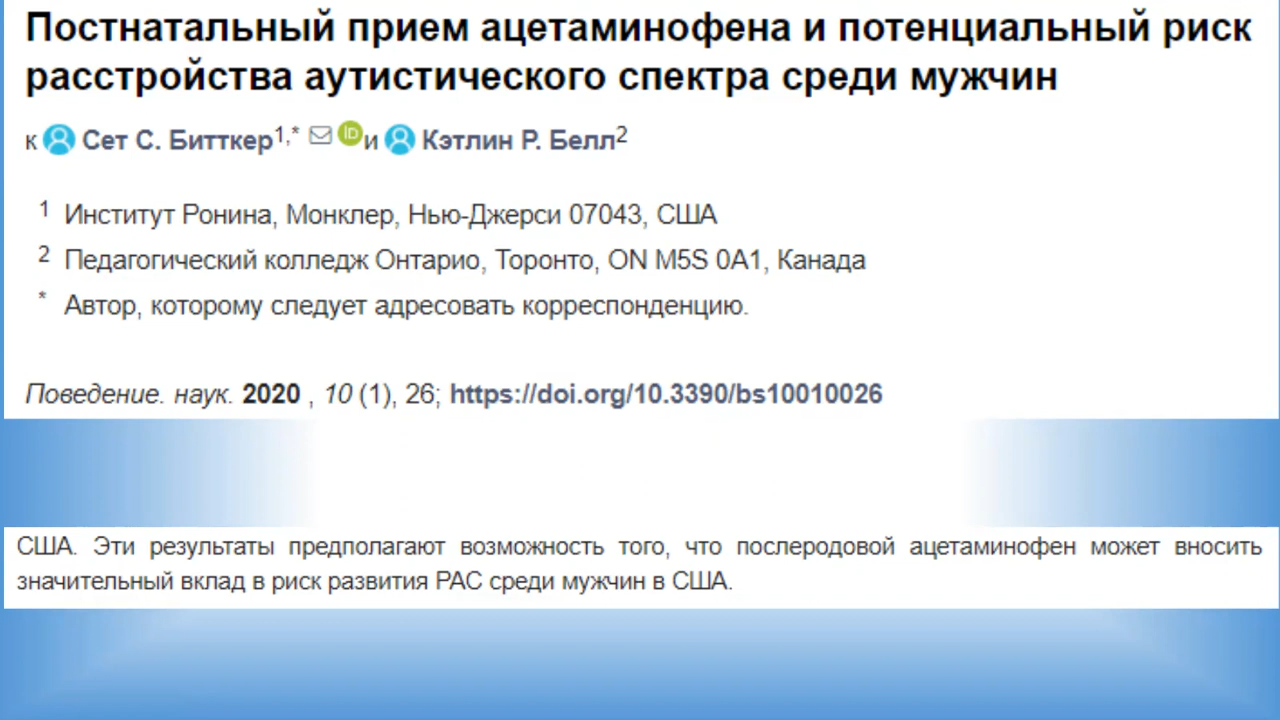 Постнатальный прием ацетаминофена и потенциальный риск
расстройства аутистического спектра среди мужчин
к Сет С. Битткер1,* iD и Кэтлин Р. Белл2
1 Институт Ронина, Монклер, Нью-Джерси 07043, США
2 Педагогический колледж Онтарио, Торонто, ON M5S 0A1, Канада
* Автор, которому следует адресовать корреспонденцию.
Поведение. наук. 2020 , 10 (1), 26; https://doi.org/10.3390/bs10010026
США. Эти результаты предполагают возможность того, что послеродовой ацетаминофен может вносить
значительный вклад в риск развития РАС среди мужчин в США.